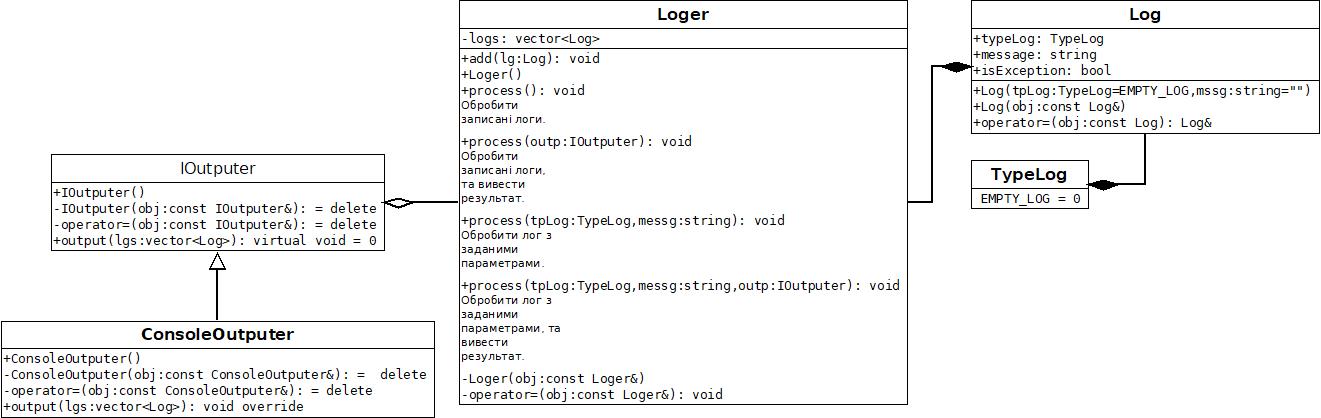 IOutputer
+IOutputer()
-IOutputer(obj:const IOutputer&): = delete
-operator=(obj:const IOutputer&): = delete
+output(lgs:vector<Log>): virtual void = 0
ConsoleOutputer
+ConsoleOutputer()
-ConsoleOutputer(obj:const ConsoleOutputer&): =  delete
-operator=(obj:const ConsoleOutputer&): = delete
+output(lgs:vector<Log>): void override
Loger
-logs: vector<Log>
+add(lg:Log): void
+Loger()
+process(): void
Обробити
записані логи.
+process(outp:IOutputer): void
Обробити
записані логи,
та вивести
результат.
+process(tpLog:TypeLog,messg:string): void
Обробити лог з
заданими
параметрами.
+process(tpLog:TypeLog,messg:string,outp:IOutputer): void
Обробити лог з
заданими
параметрами, та
вивести
результат.
-Loger(obj:const Loger&)
-operator=(obj:const Loger&): void
Log
+typeLog: TypeLog
+message: string
+isException: bool
+Log(tpLog:TypeLog=EMPTY_LOG,mssg:string="")
+Log(obj:const Log&)
+operator=(obj:const Log): Log&
TypeLog
EMPTY_LOG = 0